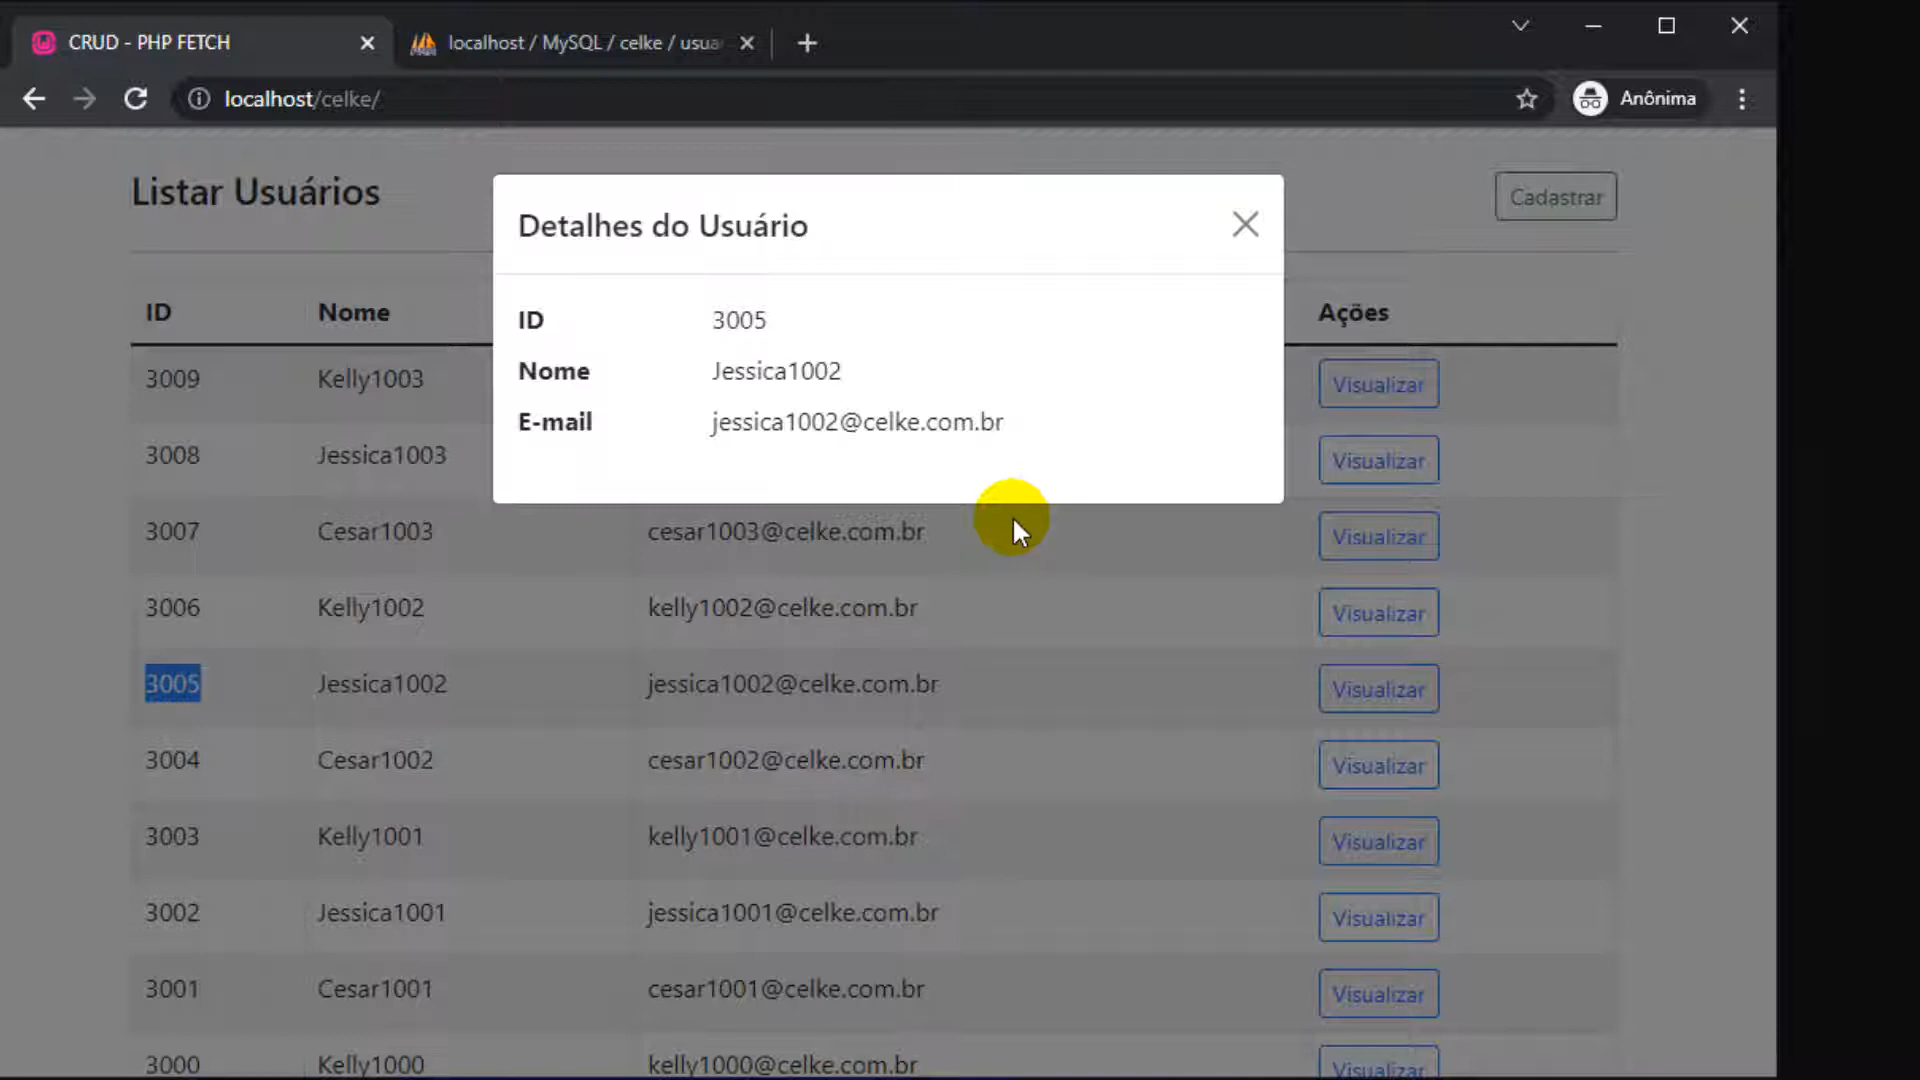 CRUD - PHP FETCH
localhost / MySQL / celke / usua
localhost/celke/
Anônima
Listar Usuários
Cadastrar
Detalhes do Usuário
ID 3005
Nome Jessica1002
E-mail jessica1002@celke.com.br
ID Nome Ações
3009 Kelly1003 Visualizar
3008 Jessica1003 Visualizar
3007 Cesar1003 cesar1003@celke.com.br Visualizar
3006 Kelly1002 kelly1002@celke.com.br Visualizar
3005 Jessica1002 jessica1002@celke.com.br Visualizar
3004 Cesar1002 cesar1002@celke.com.br Visualizar
3003 Kelly1001 kelly1001@celke.com.br Visualizar
3002 Jessica1001 jessica1001@celke.com.br Visualizar
3001 Cesar1001 cesar1001@celke.com.br Visualizar
3000 Kelly1000 kelly1000@celke.com.br Visualizar